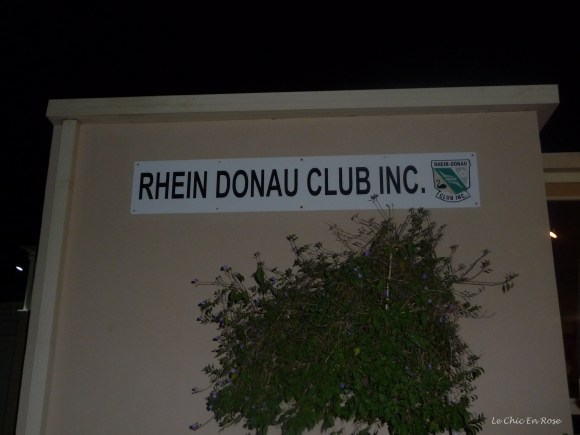 RHEIN DONAU CLUB INC.
RHEIN-DONAU
CLUB INC.
Le Chic En Rose